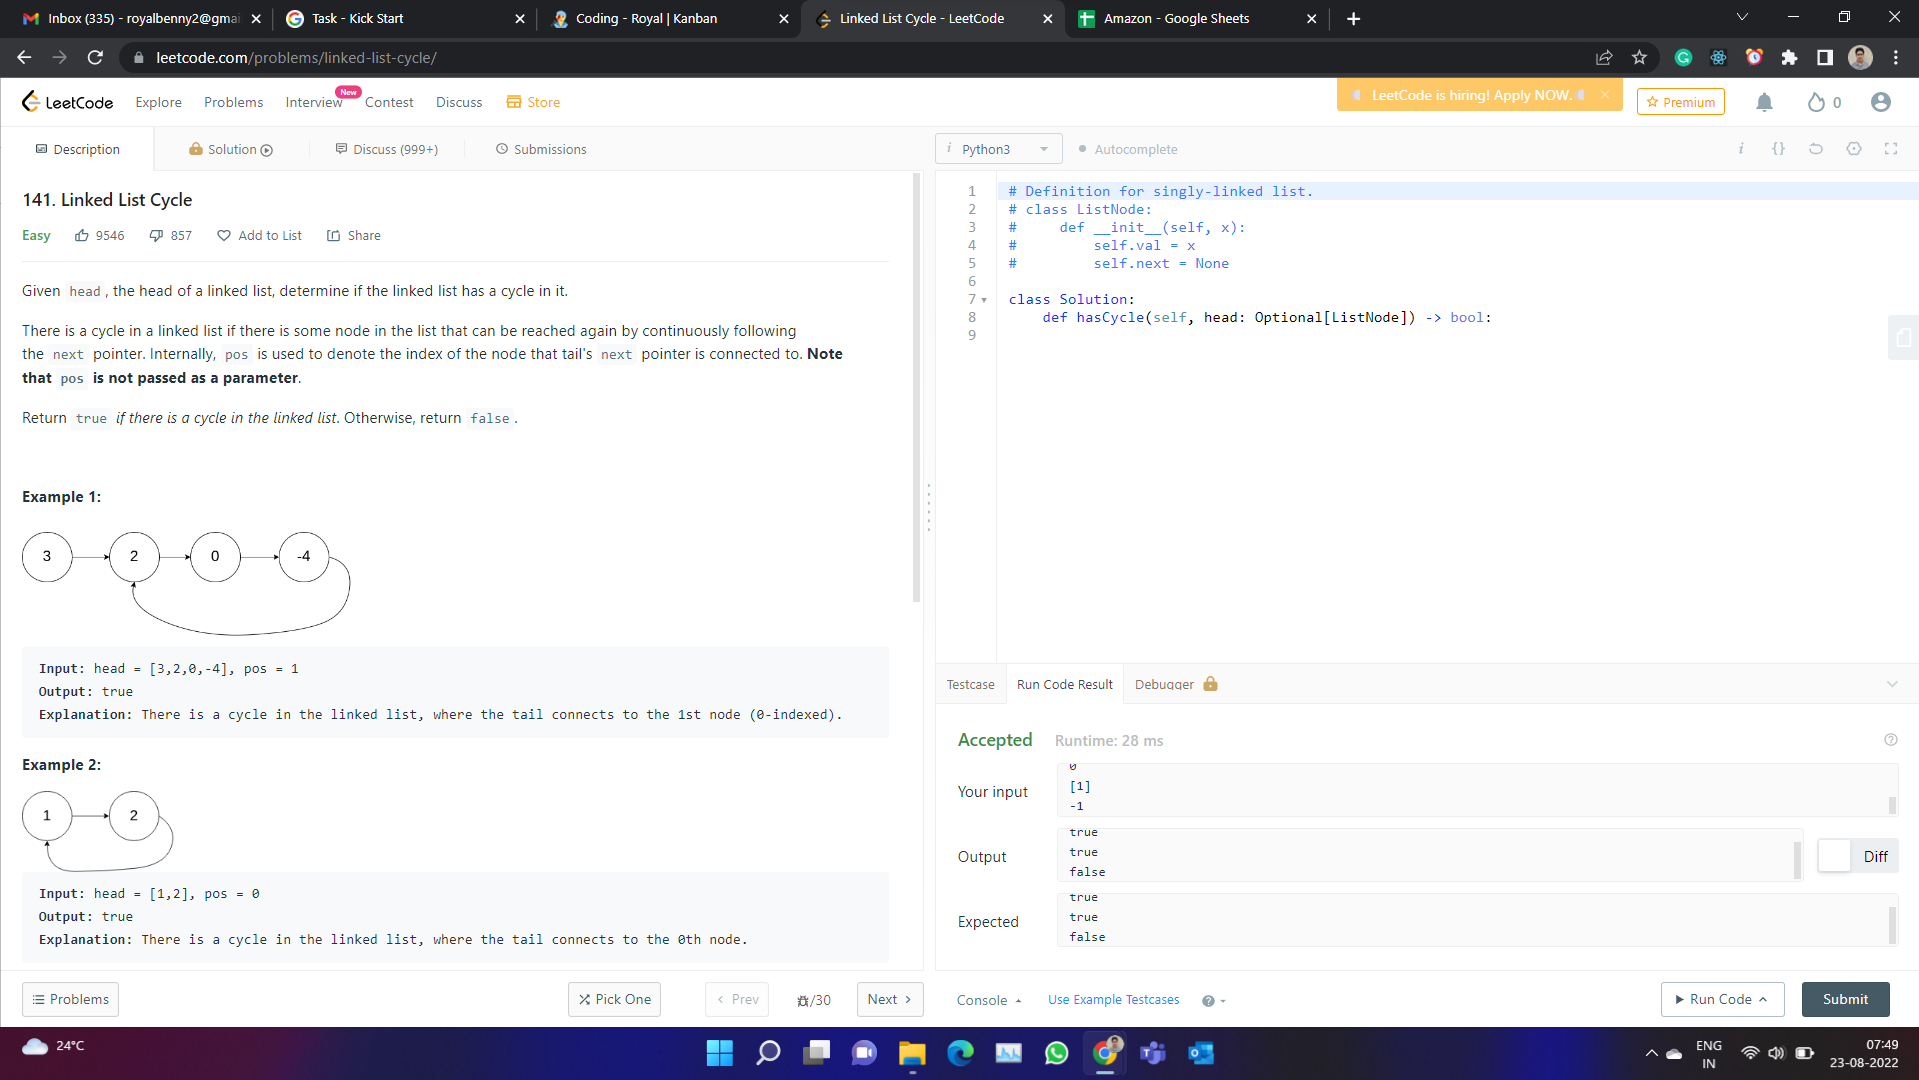 Inbox (335) - royalbenny2@gmai
Task - Kick Start
Coding - Royal | Kanban
Linked List Cycle - LeetCode
Amazon - Google Sheets
leetcode.com/problems/linked-list-cycle/
LeetCode
Explore
Problems
Interview
New
Contest
Discuss
Store
LeetCode is hiring! Apply NOW.
Premium
0
Description
Solution
Discuss (999+)
Submissions
141. Linked List Cycle
Easy
9546
857
Add to List
Share
Given head, the head of a linked list, determine if the linked list has a cycle in it.
There is a cycle in a linked list if there is some node in the list that can be reached again by continuously following
the next pointer. Internally, pos is used to denote the index of the node that tail's next pointer is connected to. Note
that pos is not passed as a parameter.
Return true if there is a cycle in the linked list. Otherwise, return false.
Example 1:
3
2
0
-4
Input: head = [3,2,0,-4], pos = 1
Output: true
Explanation: There is a cycle in the linked list, where the tail connects to the 1st node (0-indexed).
Example 2:
1
2
Input: head = [1,2], pos = 0
Output: true
Explanation: There is a cycle in the linked list, where the tail connects to the 0th node.
Problems
Pick One
< Prev
/30
Next >
i Python3
Autocomplete
i {}
1 # Definition for singly-linked list.
2 # class ListNode:
3 #     def __init__(self, x):
4 #         self.val = x
5 #         self.next = None
6
7 class Solution:
8     def hasCycle(self, head: Optional[ListNode]) -> bool:
9
Testcase
Run Code Result
Debugger
Accepted
Runtime: 28 ms
Your input
0
[1]
-1
Output
true
true
false
Diff
Expected
true
true
false
Console
Use Example Testcases
Run Code
Submit
24°C
ENG
IN
07:49
23-08-2022